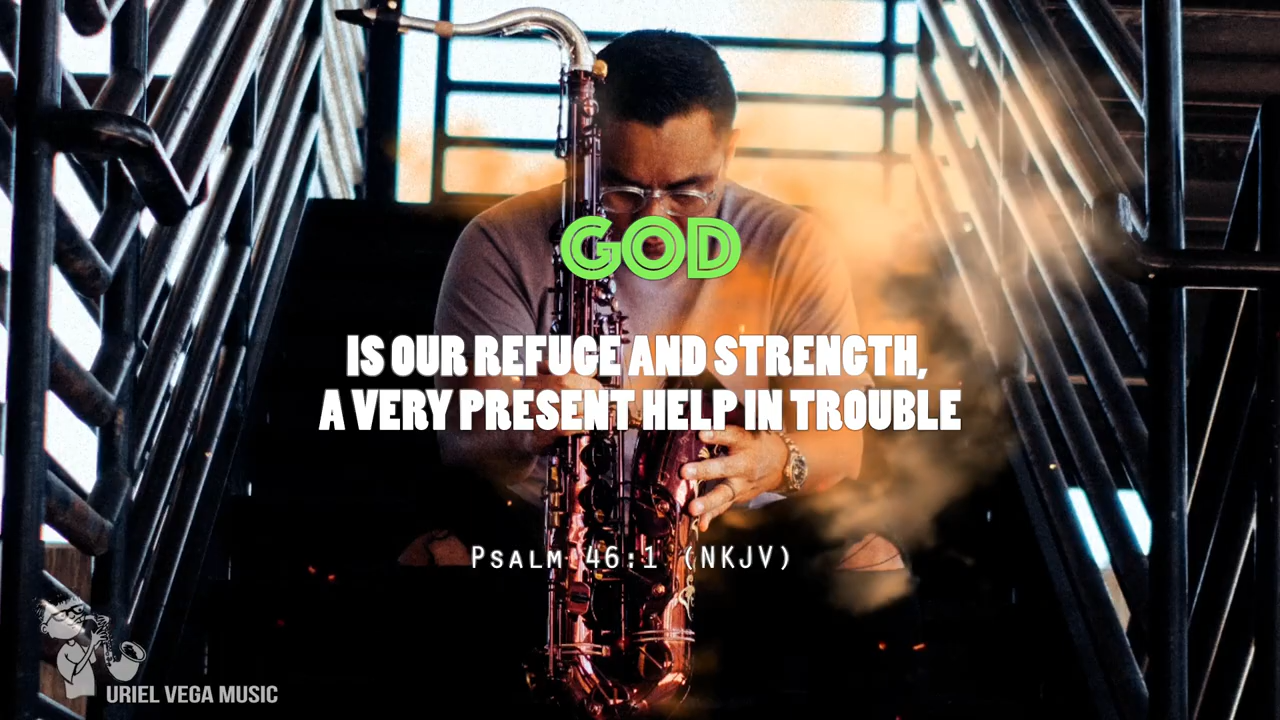 GOD
IS OUR REFUGE AND STRENGTH,
A VERY PRESENT HELP IN TROUBLE
Psalm 46:1 (NKJV)
URIEL VEGA MUSIC